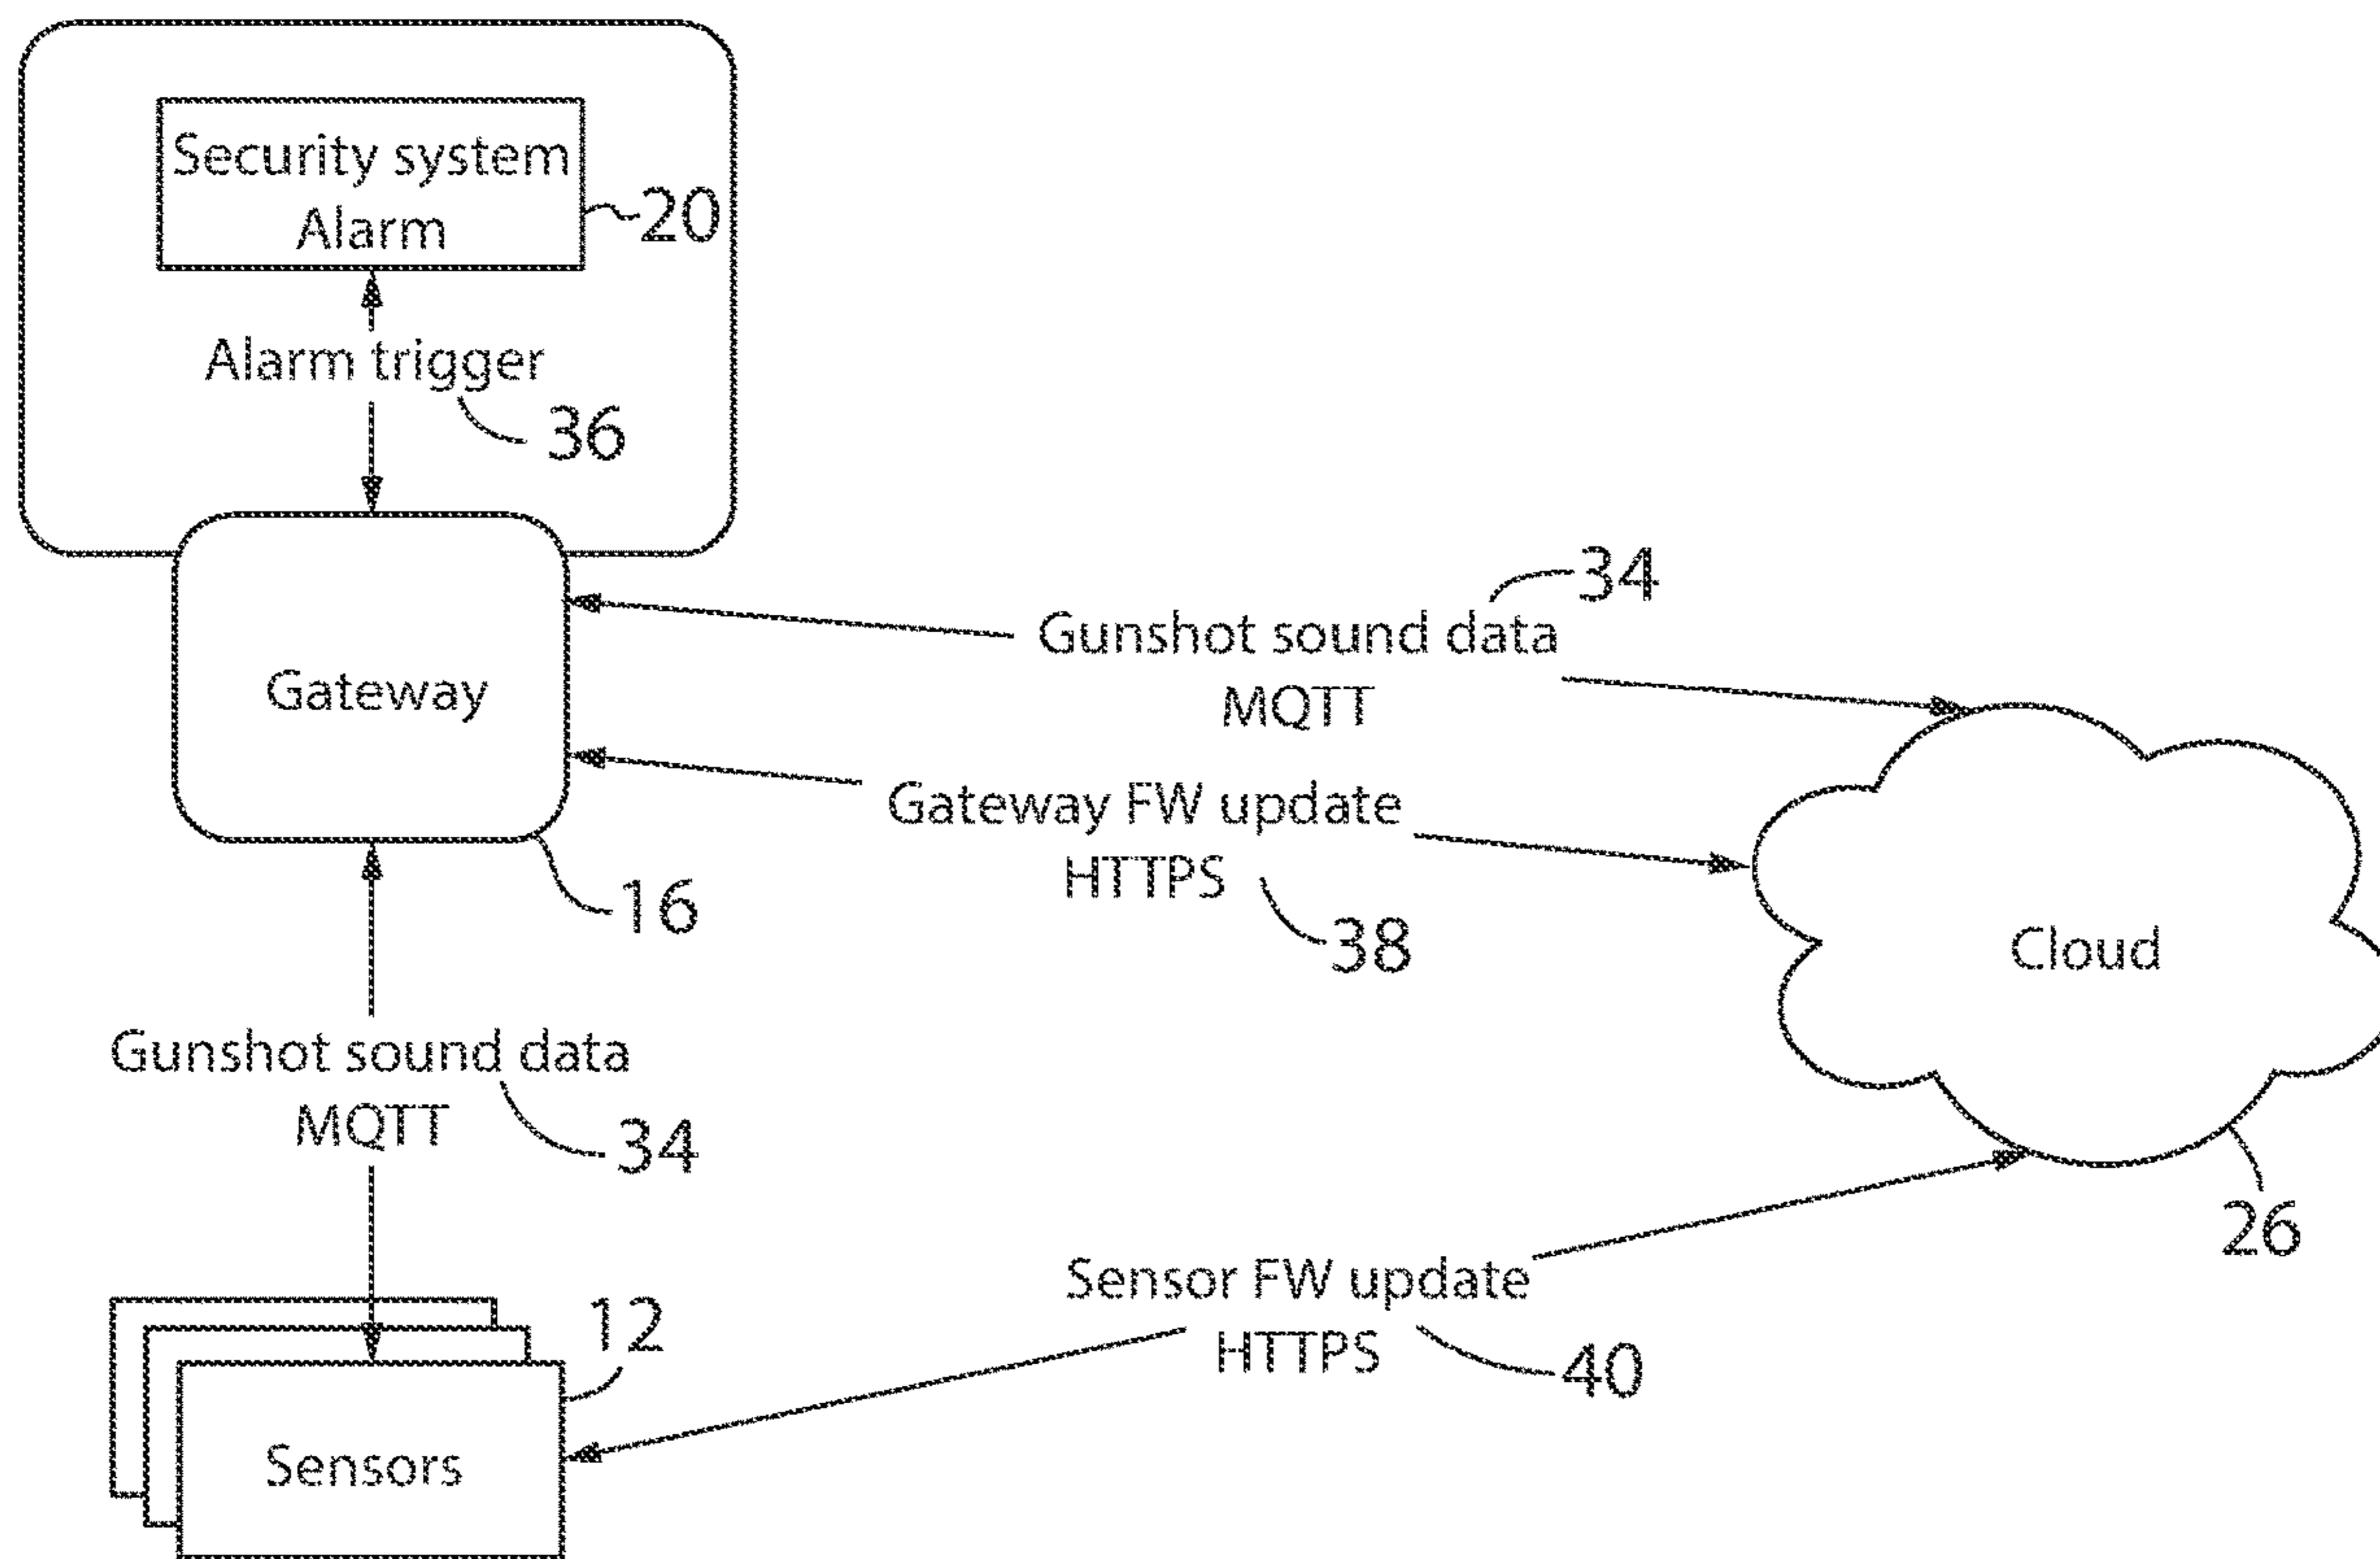 Security system
Alarm
20
Alarm trigger
36
34
Gunshot sound data
MQTT
Gateway
Gateway FW update
HTTPS
16
38
Cloud
Gunshot sound data
MQTT
34
26
Sensor FW update
HTTPS
12
40
Sensors